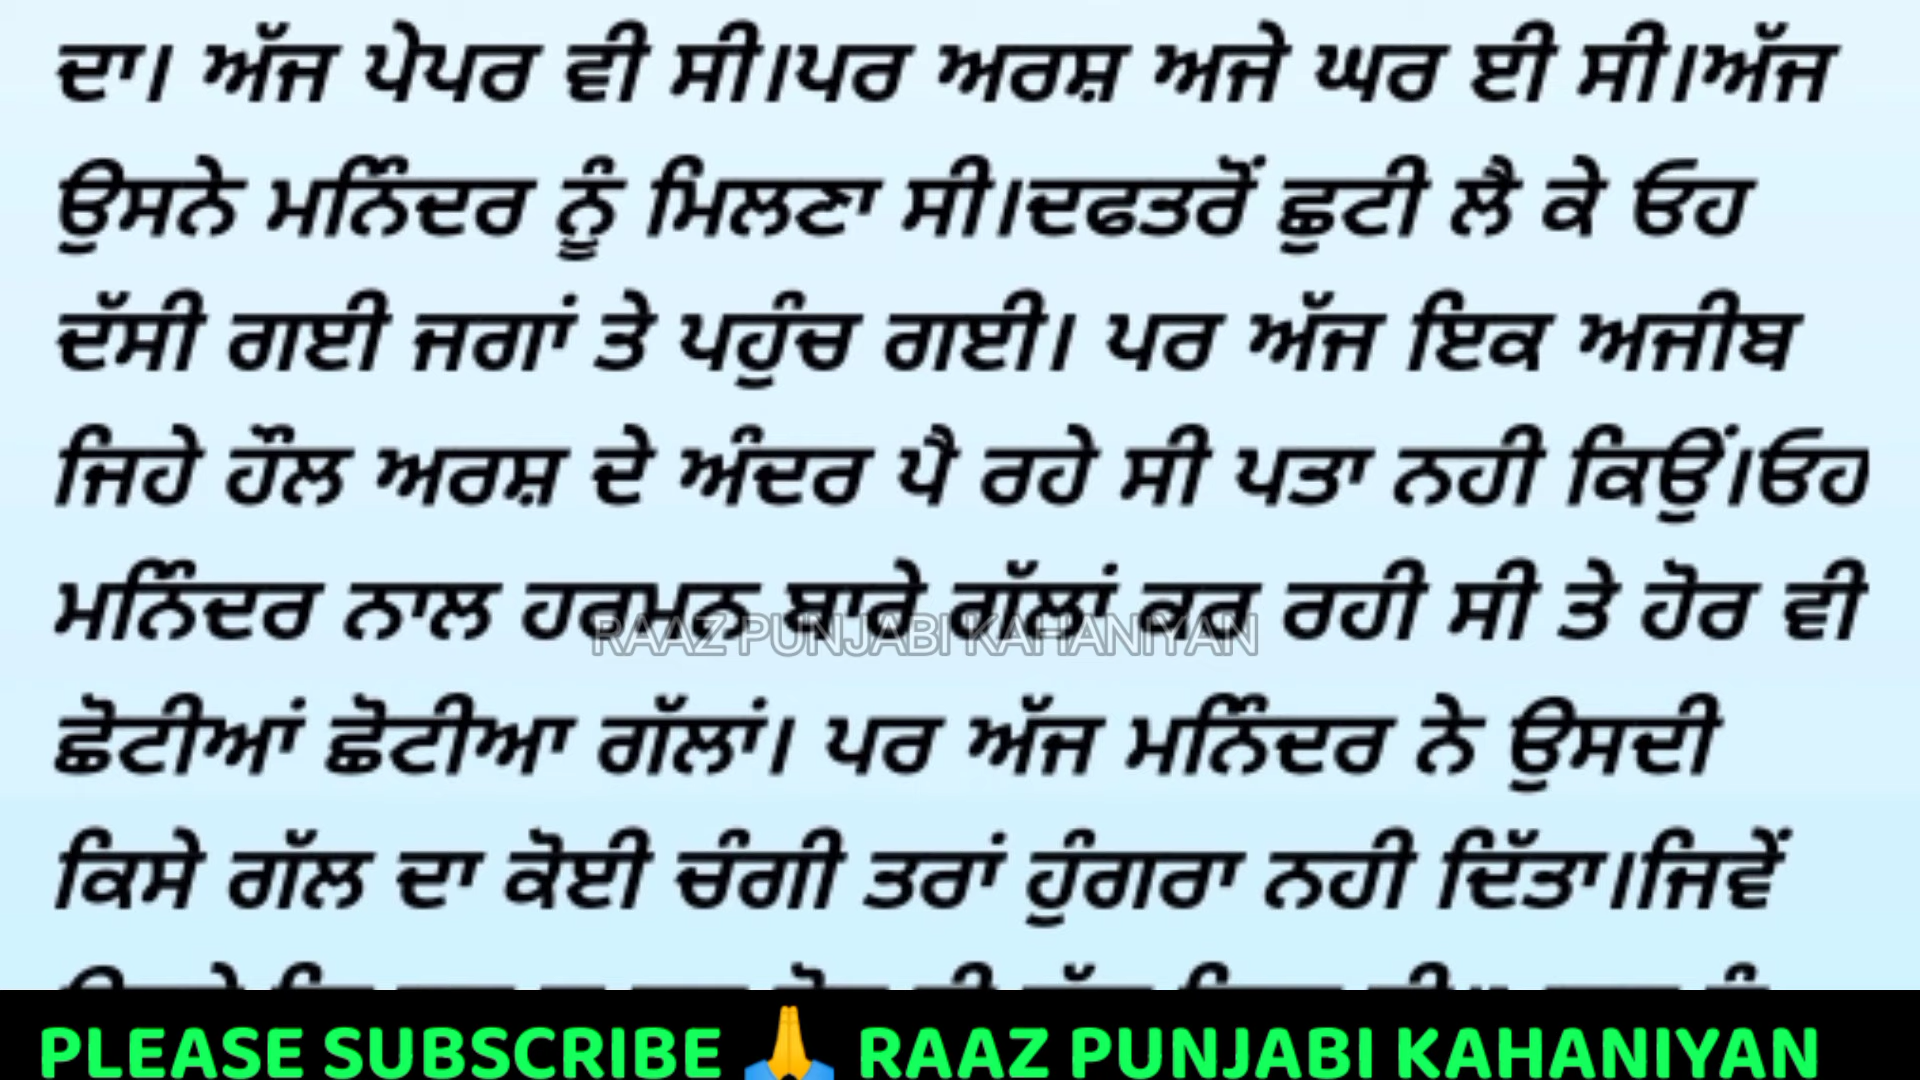 ਦਾ। ਅੱਜ ਪੇਪਰ ਵੀ ਸੀ।ਪਰ ਅਰਸ਼ ਅਜੇ ਘਰ ਈ ਸੀ।ਅੱਜ
ਉਸਨੇ ਮਨਿੰਦਰ ਨੂੰ ਮਿਲਣਾ ਸੀ।ਦਫਤਰੋਂ ਛੁਟੀ ਲੈ ਕੇ ਓਹ
ਦੱਸੀ ਗਈ ਜਗਾਂ ਤੇ ਪਹੁੰਚ ਗਈ। ਪਰ ਅੱਜ ਇਕ ਅਜੀਬ
ਜਿਹੇ ਹੌਲ ਅਰਸ਼ ਦੇ ਅੰਦਰ ਪੈ ਰਹੇ ਸੀ ਪਤਾ ਨਹੀ ਕਿਉਂ।ਓਹ
ਮਨਿੰਦਰ ਨਾਲ ਹਰਮਨ ਬਾਰੇ ਗੱਲਾਂ ਕਰ ਰਹੀ ਸੀ ਤੇ ਹੋਰ ਵੀ
RAAZ PUNJABI KAHANIYAN
ਛੋਟੀਆਂ ਛੋਟੀਆ ਗੱਲਾਂ। ਪਰ ਅੱਜ ਮਨਿੰਦਰ ਨੇ ਉਸਦੀ
ਕਿਸੇ ਗੱਲ ਦਾ ਕੋਈ ਚੰਗੀ ਤਰਾਂ ਹੁੰਗਰਾ ਨਹੀ ਦਿੱਤਾ।ਜਿਵੇਂ
PLEASE SUBSCRIBE 🙏 RAAZ PUNJABI KAHANIYAN